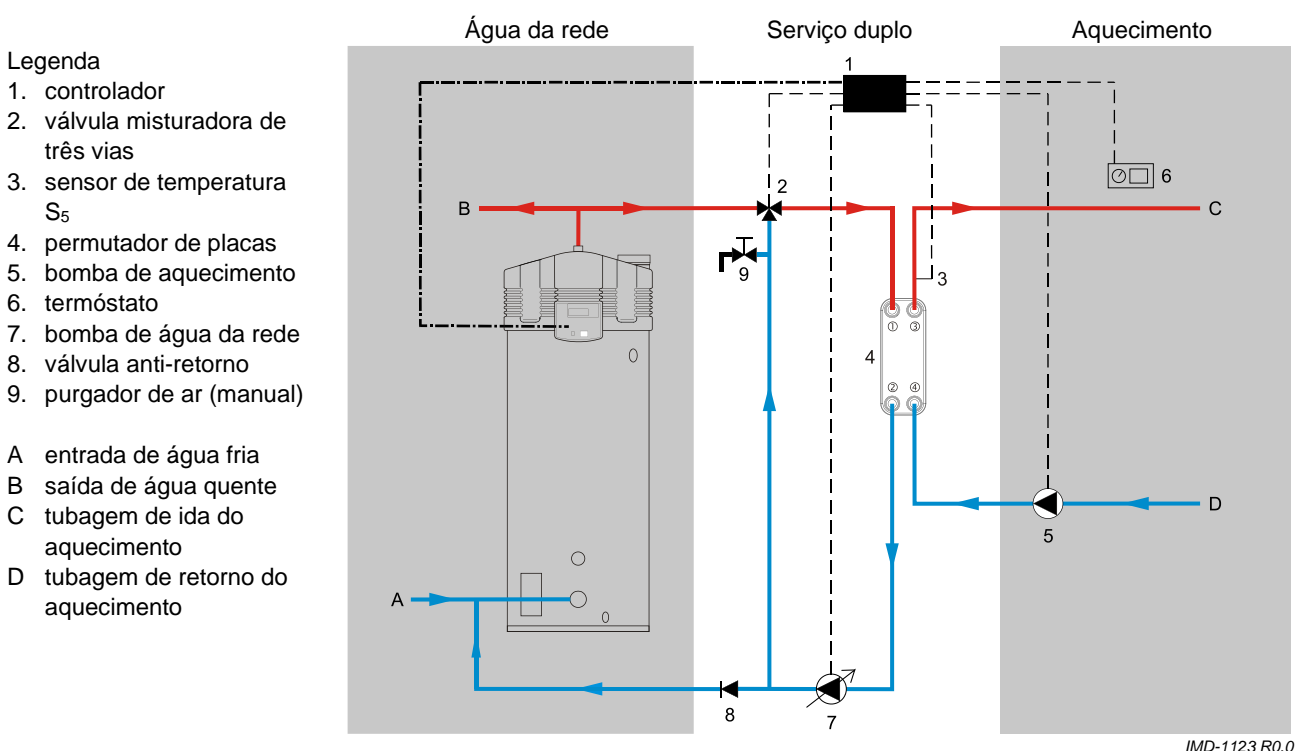 Água da rede
Serviço duplo
Aquecimento
Legenda
1. controlador
2. válvula misturadora de
três vias
3. sensor de temperatura
S5
4. permutador de placas
5. bomba de aquecimento
6. termóstato
7. bomba de água da rede
8. válvula anti-retorno
9. purgador de ar (manual)
A entrada de água fria
B saída de água quente
C tubagem de ida do
aquecimento
D tubagem de retorno do
aquecimento
1
6
2
B
C
9
3
① ③
4
② ④
D
5
A
8
7
IMD-1123 R0.0